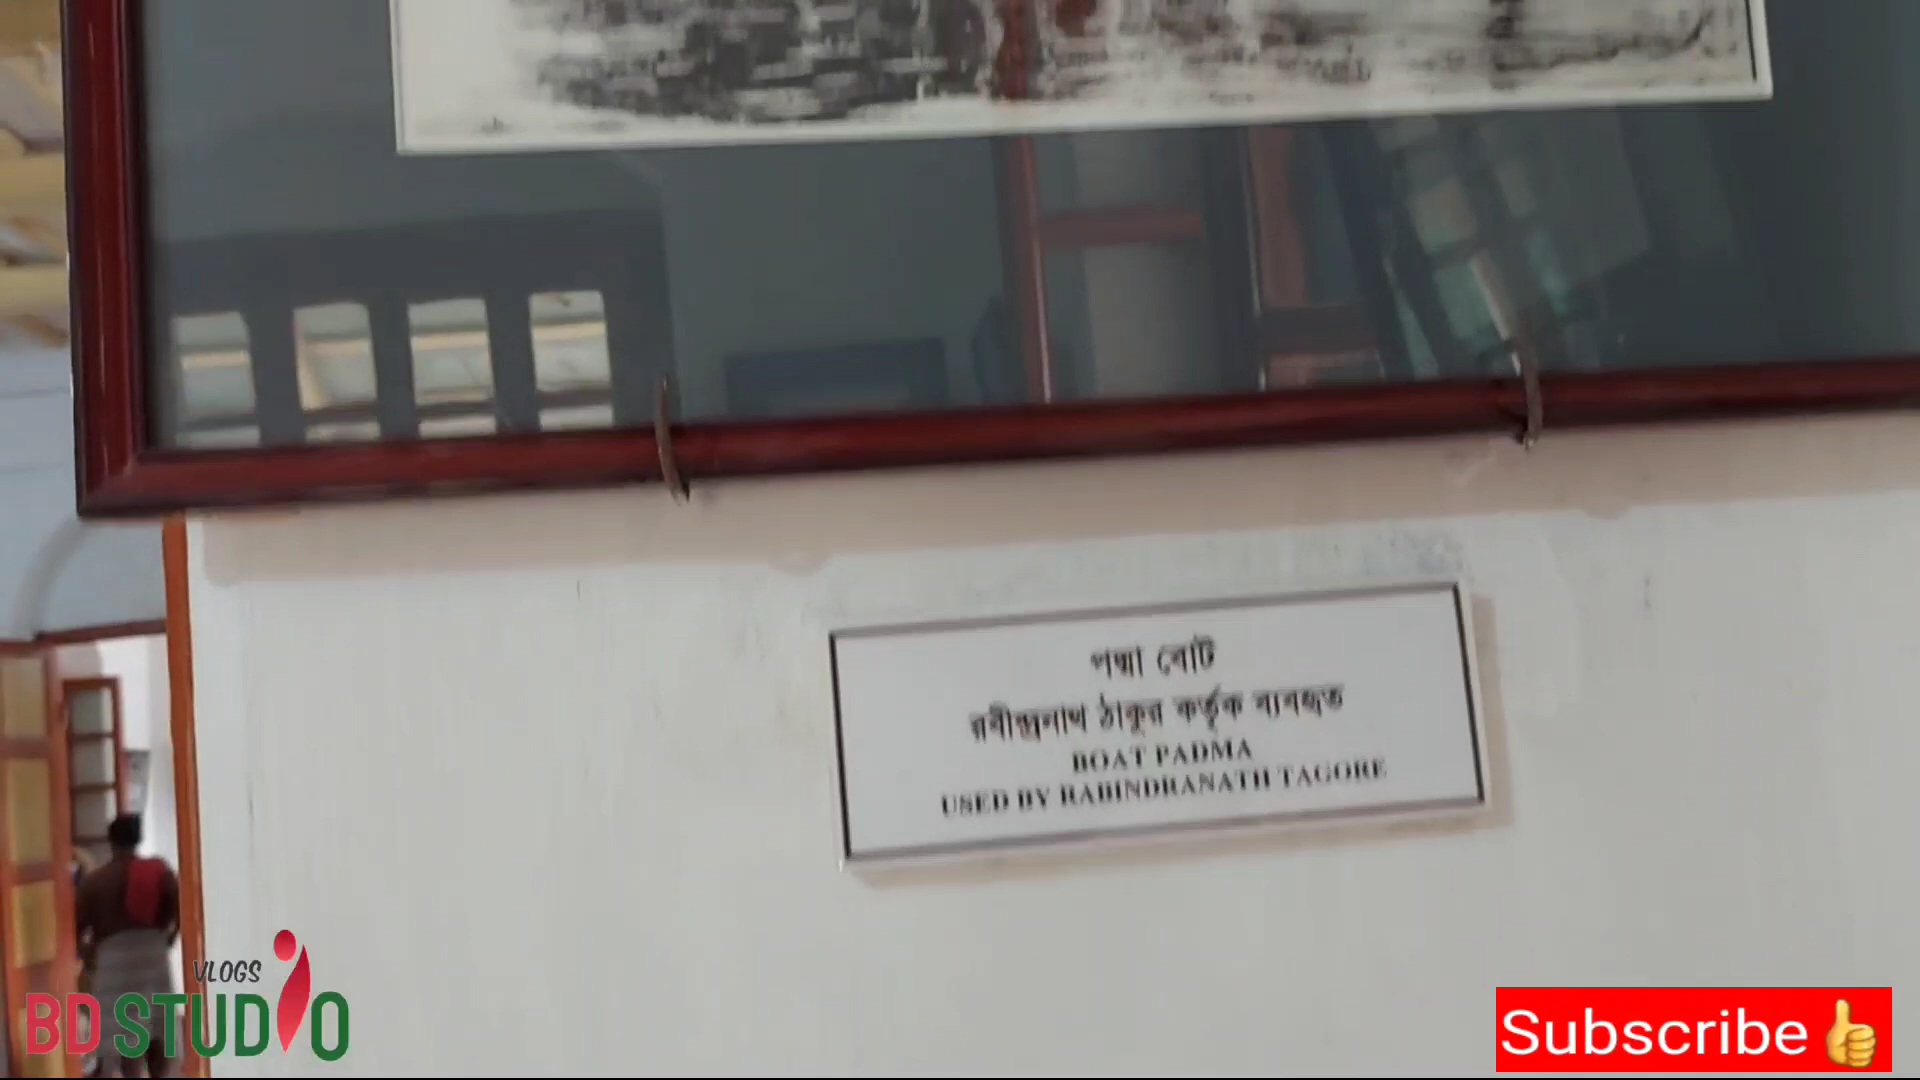 পদ্মা বোট
রবীন্দ্রনাথ ঠাকুর কর্তৃক ব্যবহৃত
BOAT PADMA
USED BY RABINDRANATH TAGORE
VLOGS
BD STUDIO
Subscribe